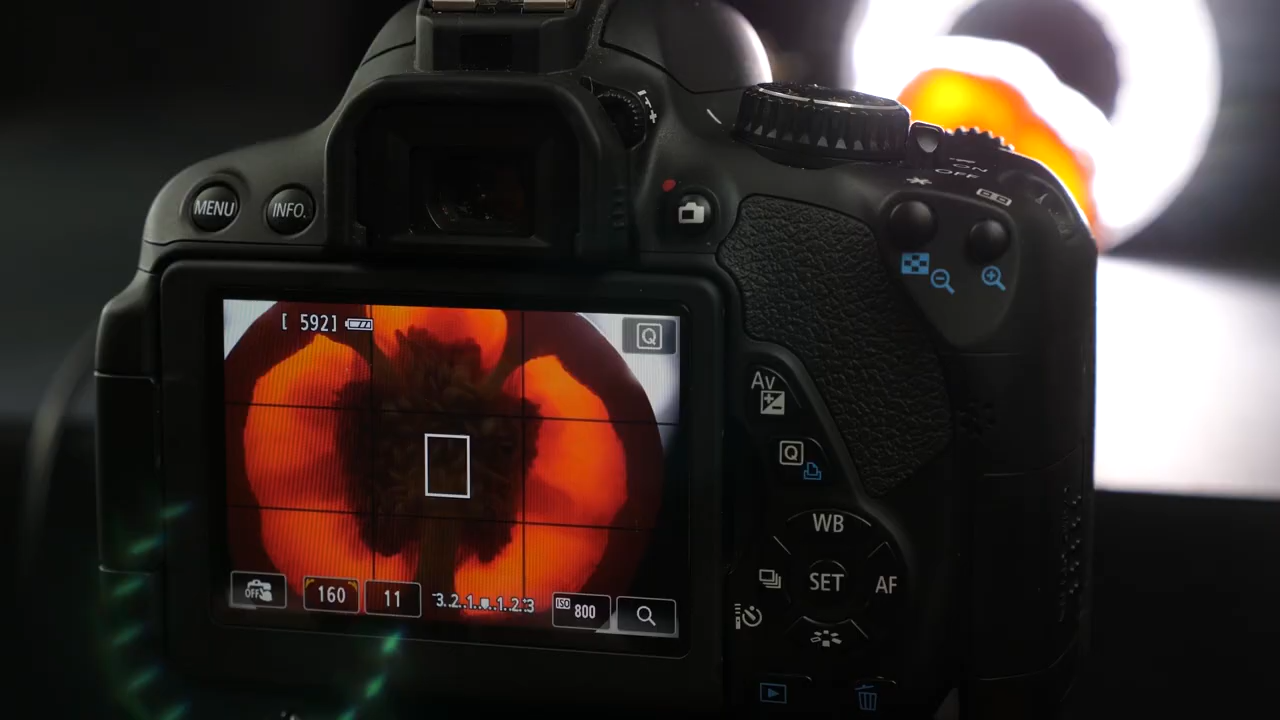 MENU
INFO.
ON
OFF
[ 592]
Q
Av
Q
WB
SET
AF
OFF
160
11
3..2..1..1..2..3
ISO 800